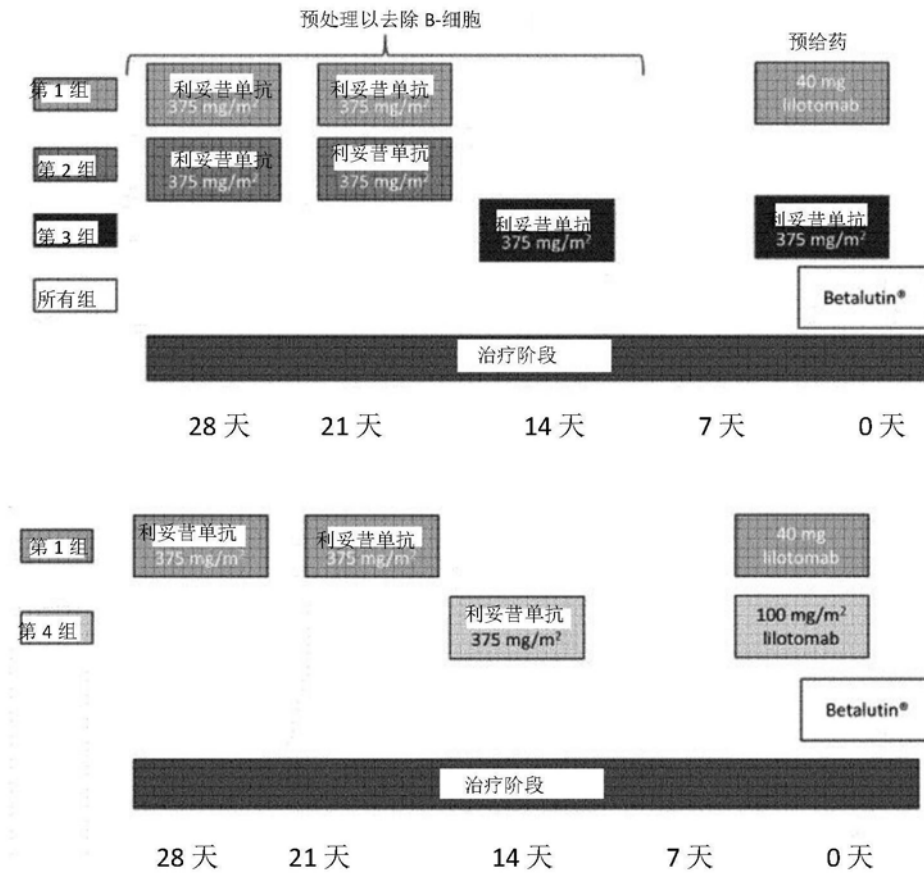 预处理以去除 B-细胞
预给药
第 1 组
利妥昔单抗
375 mg/m²
利妥昔单抗
375 mg/m²
40 mg
lilotomab
第 2 组
利妥昔单抗
375 mg/m²
利妥昔单抗
375 mg/m²
第 3 组
利妥昔单抗
375 mg/m²
利妥昔单抗
375 mg/m²
所有组
Betalutin®
治疗阶段
28 天 21 天 14 天 7 天 0 天
第 1 组
利妥昔单抗
375 mg/m²
利妥昔单抗
375 mg/m²
40 mg
lilotomab
第 4 组
利妥昔单抗
375 mg/m²
100 mg/m²
lilotomab
Betalutin®
治疗阶段
28 天 21 天 14 天 7 天 0 天